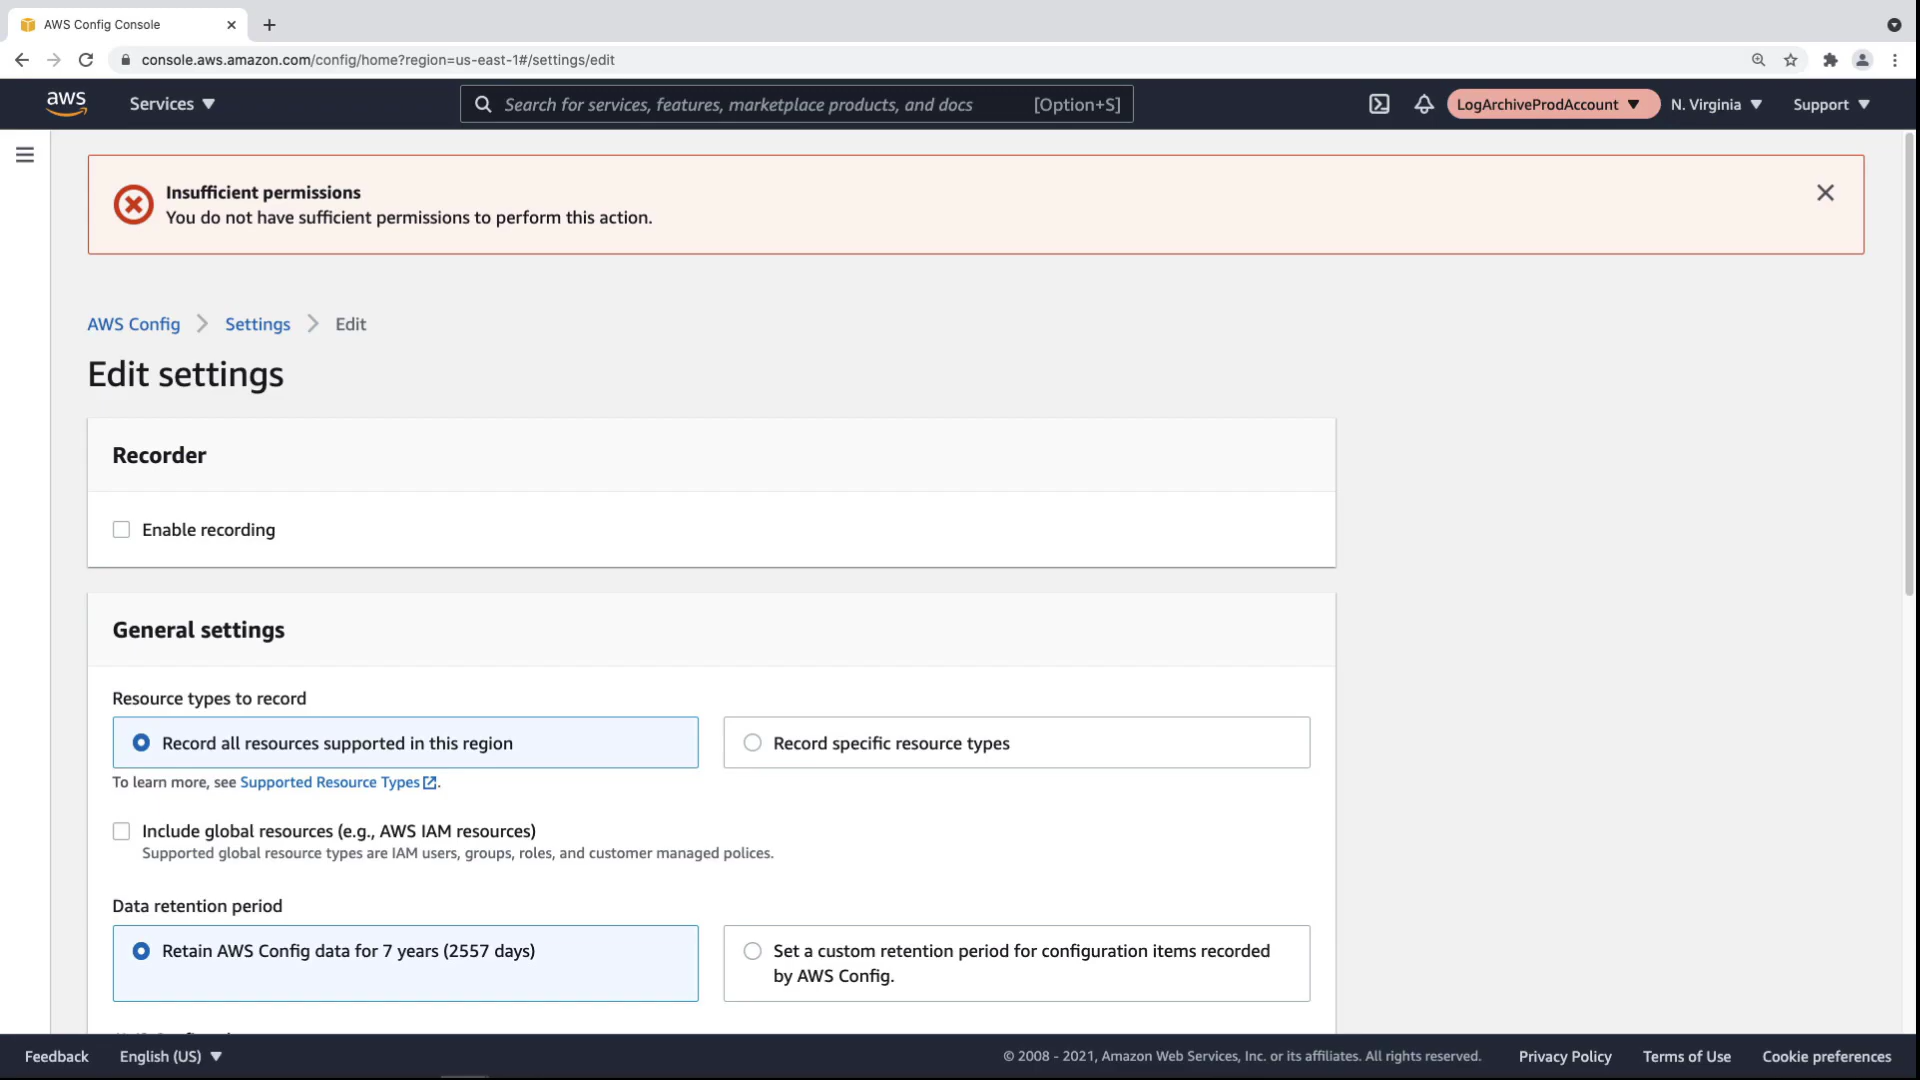 AWS Config Console
console.aws.amazon.com/config/home?region=us-east-1#/settings/edit
aws
Services
Search for services, features, marketplace products, and docs
[Option+S]
LogArchiveProdAccount
N. Virginia
Support
Insufficient permissions
You do not have sufficient permissions to perform this action.
AWS Config
Settings
Edit
Edit settings
Recorder
Enable recording
General settings
Resource types to record
Record all resources supported in this region
Record specific resource types
To learn more, see Supported Resource Types.
Include global resources (e.g., AWS IAM resources)
Supported global resource types are IAM users, groups, roles, and customer managed polices.
Data retention period
Retain AWS Config data for 7 years (2557 days)
Set a custom retention period for configuration items recorded
by AWS Config.
Feedback
English (US)
© 2008 - 2021, Amazon Web Services, Inc. or its affiliates. All rights reserved.
Privacy Policy
Terms of Use
Cookie preferences